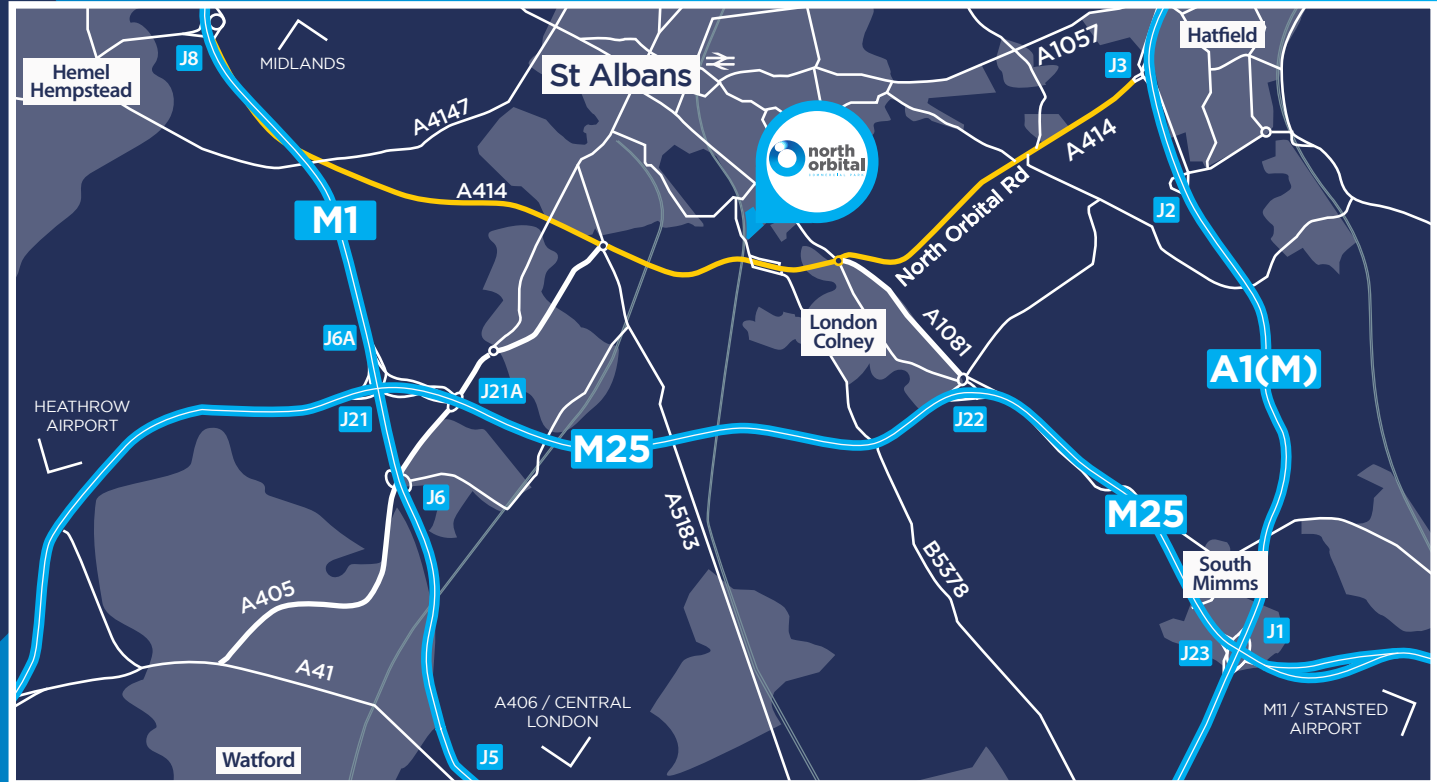 J8
MIDLANDS
Hemel
Hempstead
St Albans
A4147
A1057
Hatfield
J3
north
orbital
COMMERCIAL PARK
A414
A414
North Orbital Rd
J2
M1
J6A
London
Colney
A1081
A1(M)
J21
J21A
HEATHROW
AIRPORT
J22
M25
J6
A5183
B5378
M25
South
Mimms
A405
J1
J23
A41
A406 / CENTRAL
LONDON
M11 / STANSTED
AIRPORT
Watford
J5